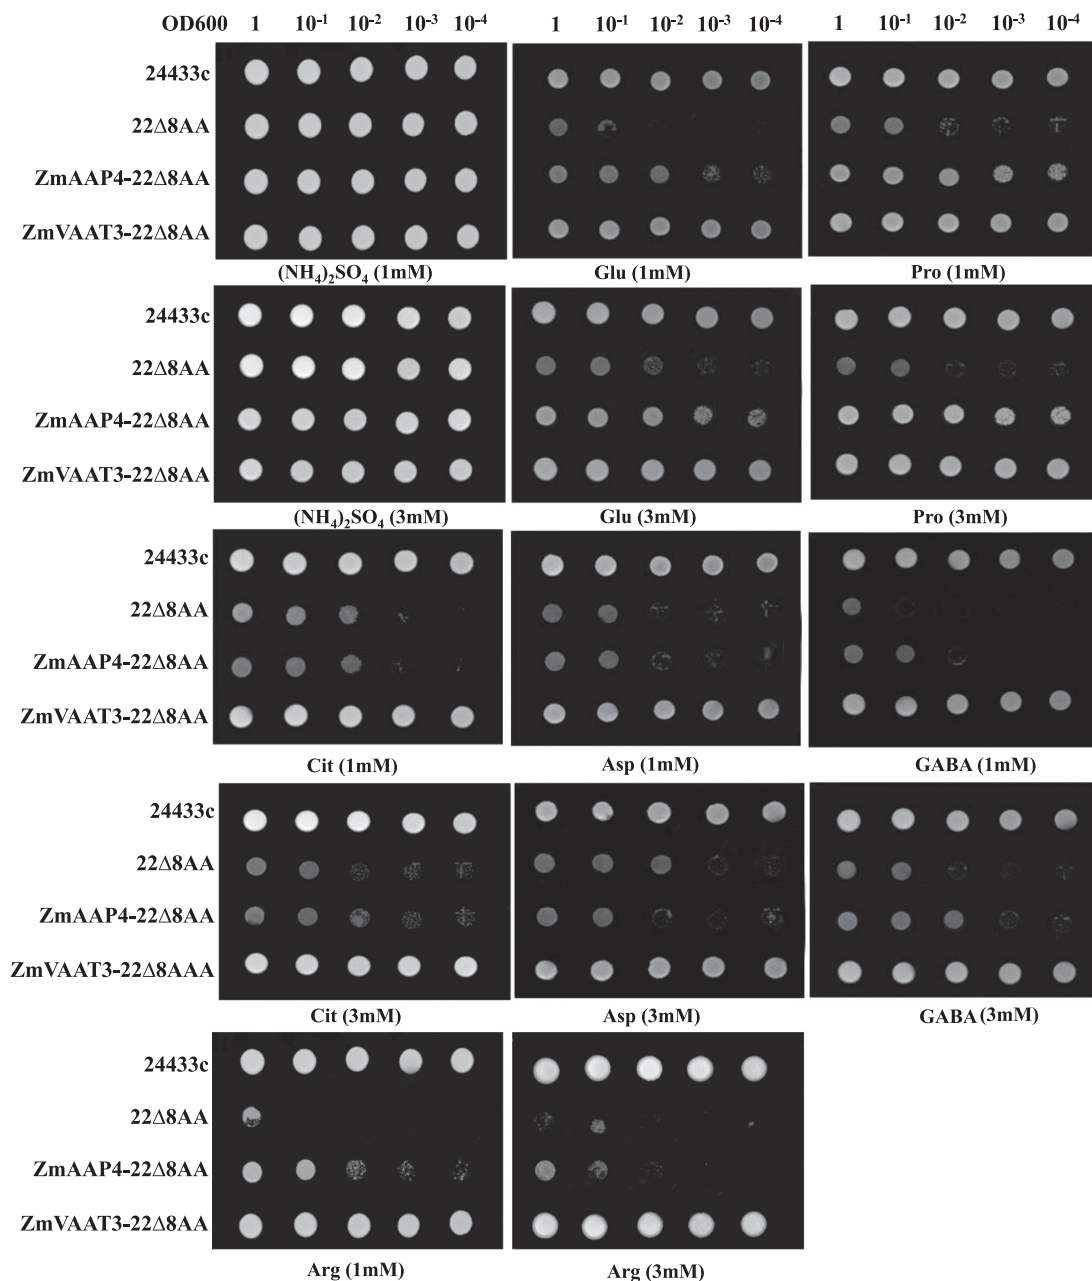 OD600 1 10⁻¹ 10⁻² 10⁻³ 10⁻⁴ 1 10⁻¹ 10⁻² 10⁻³ 10⁻⁴ 1 10⁻¹ 10⁻² 10⁻³ 10⁻⁴
24433c
22Δ8AA
ZmAAP4-22Δ8AA
ZmVAAT3-22Δ8AA
(NH₄)₂SO₄ (1mM) Glu (1mM) Pro (1mM)
24433c
22Δ8AA
ZmAAP4-22Δ8AA
ZmVAAT3-22Δ8AA
(NH₄)₂SO₄ (3mM) Glu (3mM) Pro (3mM)
24433c
22Δ8AA
ZmAAP4-22Δ8AA
ZmVAAT3-22Δ8AA
Cit (1mM) Asp (1mM) GABA (1mM)
24433c
22Δ8AA
ZmAAP4-22Δ8AA
ZmVAAT3-22Δ8AAA
Cit (3mM) Asp (3mM) GABA (3mM)
24433c
22Δ8AA
ZmAAP4-22Δ8AA
ZmVAAT3-22Δ8AA
Arg (1mM) Arg (3mM)